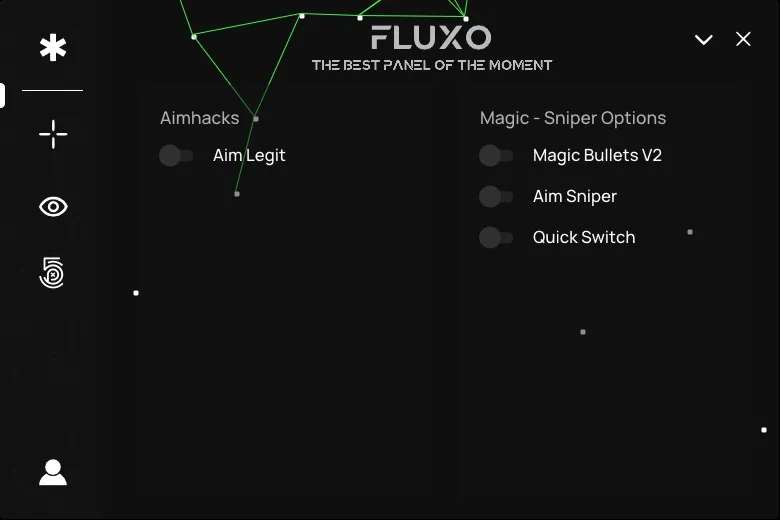 FLUXO
THE BEST PANEL OF THE MOMENT
Aimhacks
Aim Legit
Magic - Sniper Options
Magic Bullets V2
Aim Sniper
Quick Switch